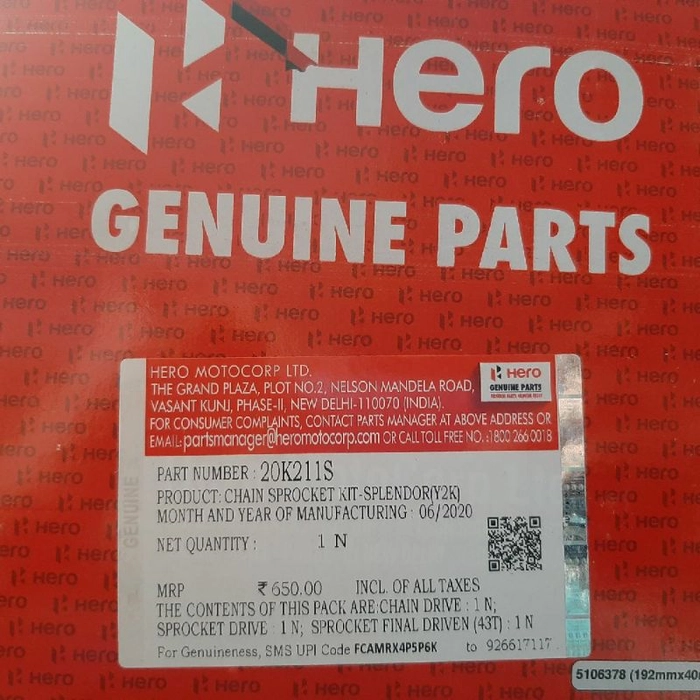 Hero
GENUINE PARTS
HERO MOTOCORP LTD.
THE GRAND PLAZA, PLOT NO.2, NELSON MANDELA ROAD,
VASANT KUNJ, PHASE-II, NEW DELHI-110070 (INDIA).
FOR CONSUMER COMPLAINTS, CONTACT PARTS MANAGER AT ABOVE ADDRESS OR
EMAIL:partsmanager@heromotocorp.com OR CALL TOLL FREE NO. :1800 266 0018
Hero
GENUINE PARTS
GENUINE
PART NUMBER : 20K211S
PRODUCT: CHAIN SPROCKET KIT-SPLENDOR(Y2K)
MONTH AND YEAR OF MANUFACTURING : 06/2020
NET QUANTITY : 1 N
MRP ₹ 650.00 INCL. OF ALL TAXES
THE CONTENTS OF THIS PACK ARE:CHAIN DRIVE : 1 N;
SPROCKET DRIVE : 1 N; SPROCKET FINAL DRIVEN (43T) : 1 N
For Genuineness, SMS UPI Code FCAMRX4P5P6K to 926617117
5106378 (192mmx40